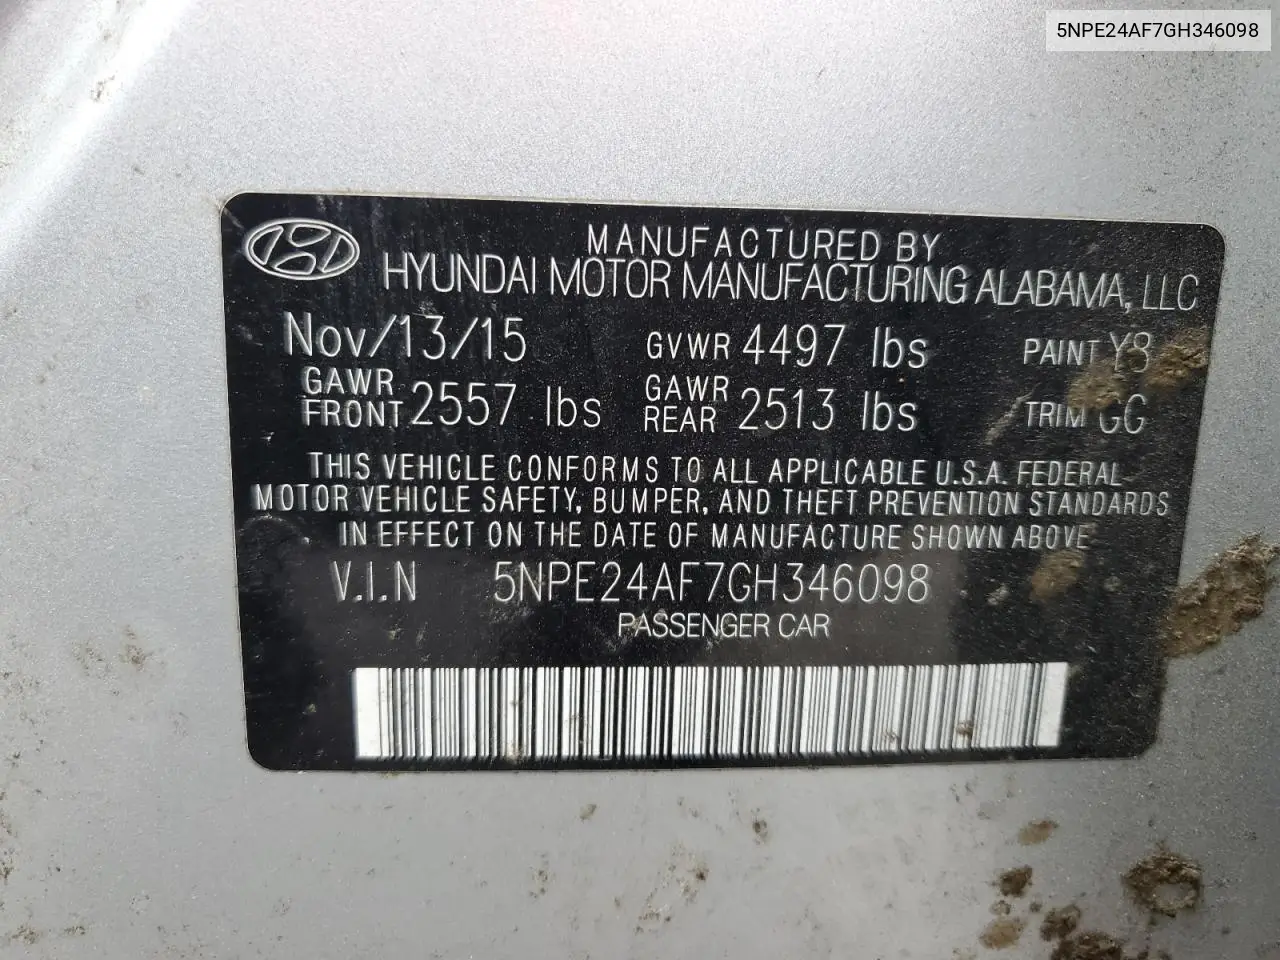 5NPE24AF7GH346098
MANUFACTURED BY
HYUNDAI MOTOR MANUFACTURING ALABAMA, LLC
Nov/13/15 GVWR 4497 lbs PAINT Y8
GAWR FRONT 2557 lbs GAWR REAR 2513 lbs TRIM GG
THIS VEHICLE CONFORMS TO ALL APPLICABLE U.S.A. FEDERAL
MOTOR VEHICLE SAFETY, BUMPER, AND THEFT PREVENTION STANDARDS
IN EFFECT ON THE DATE OF MANUFACTURE SHOWN ABOVE
V.I.N 5NPE24AF7GH346098
PASSENGER CAR